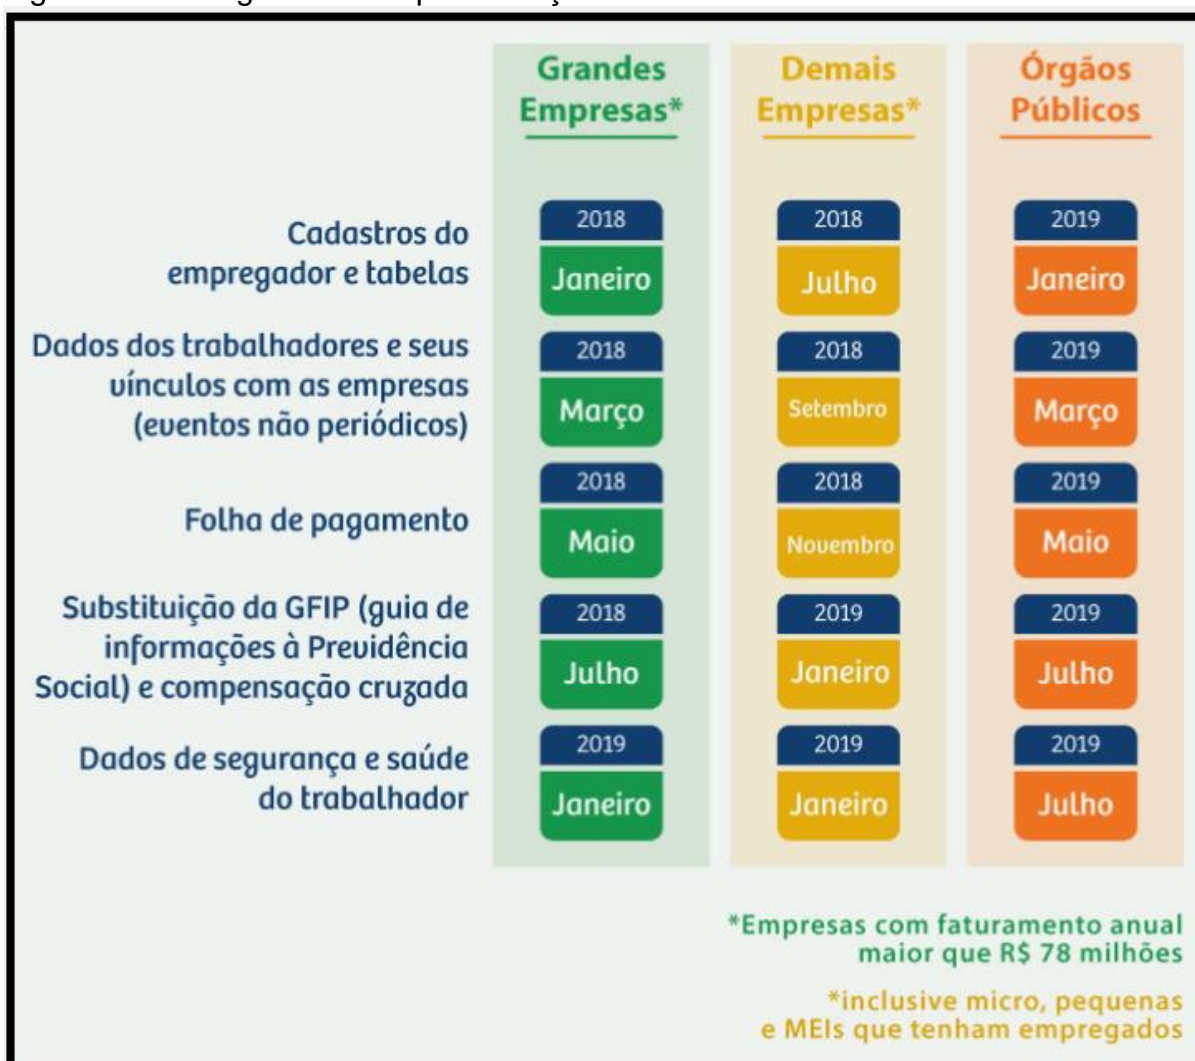 Grandes
Empresas*
Demais
Empresas*
Órgãos
Públicos
Cadastros do
empregador e tabelas
2018
Janeiro
2018
Julho
2019
Janeiro
Dados dos trabalhadores e seus
vínculos com as empresas
(eventos não periódicos)
2018
Março
2018
Setembro
2019
Março
Folha de pagamento
2018
Maio
2018
Novembro
2019
Maio
Substituição da GFIP (guia de
informações à Previdência
Social) e compensação cruzada
2018
Julho
2019
Janeiro
2019
Julho
Dados de segurança e saúde
do trabalhador
2019
Janeiro
2019
Janeiro
2019
Julho
*Empresas com faturamento anual
maior que R$ 78 milhões
*inclusive micro, pequenas
e MEIs que tenham empregados